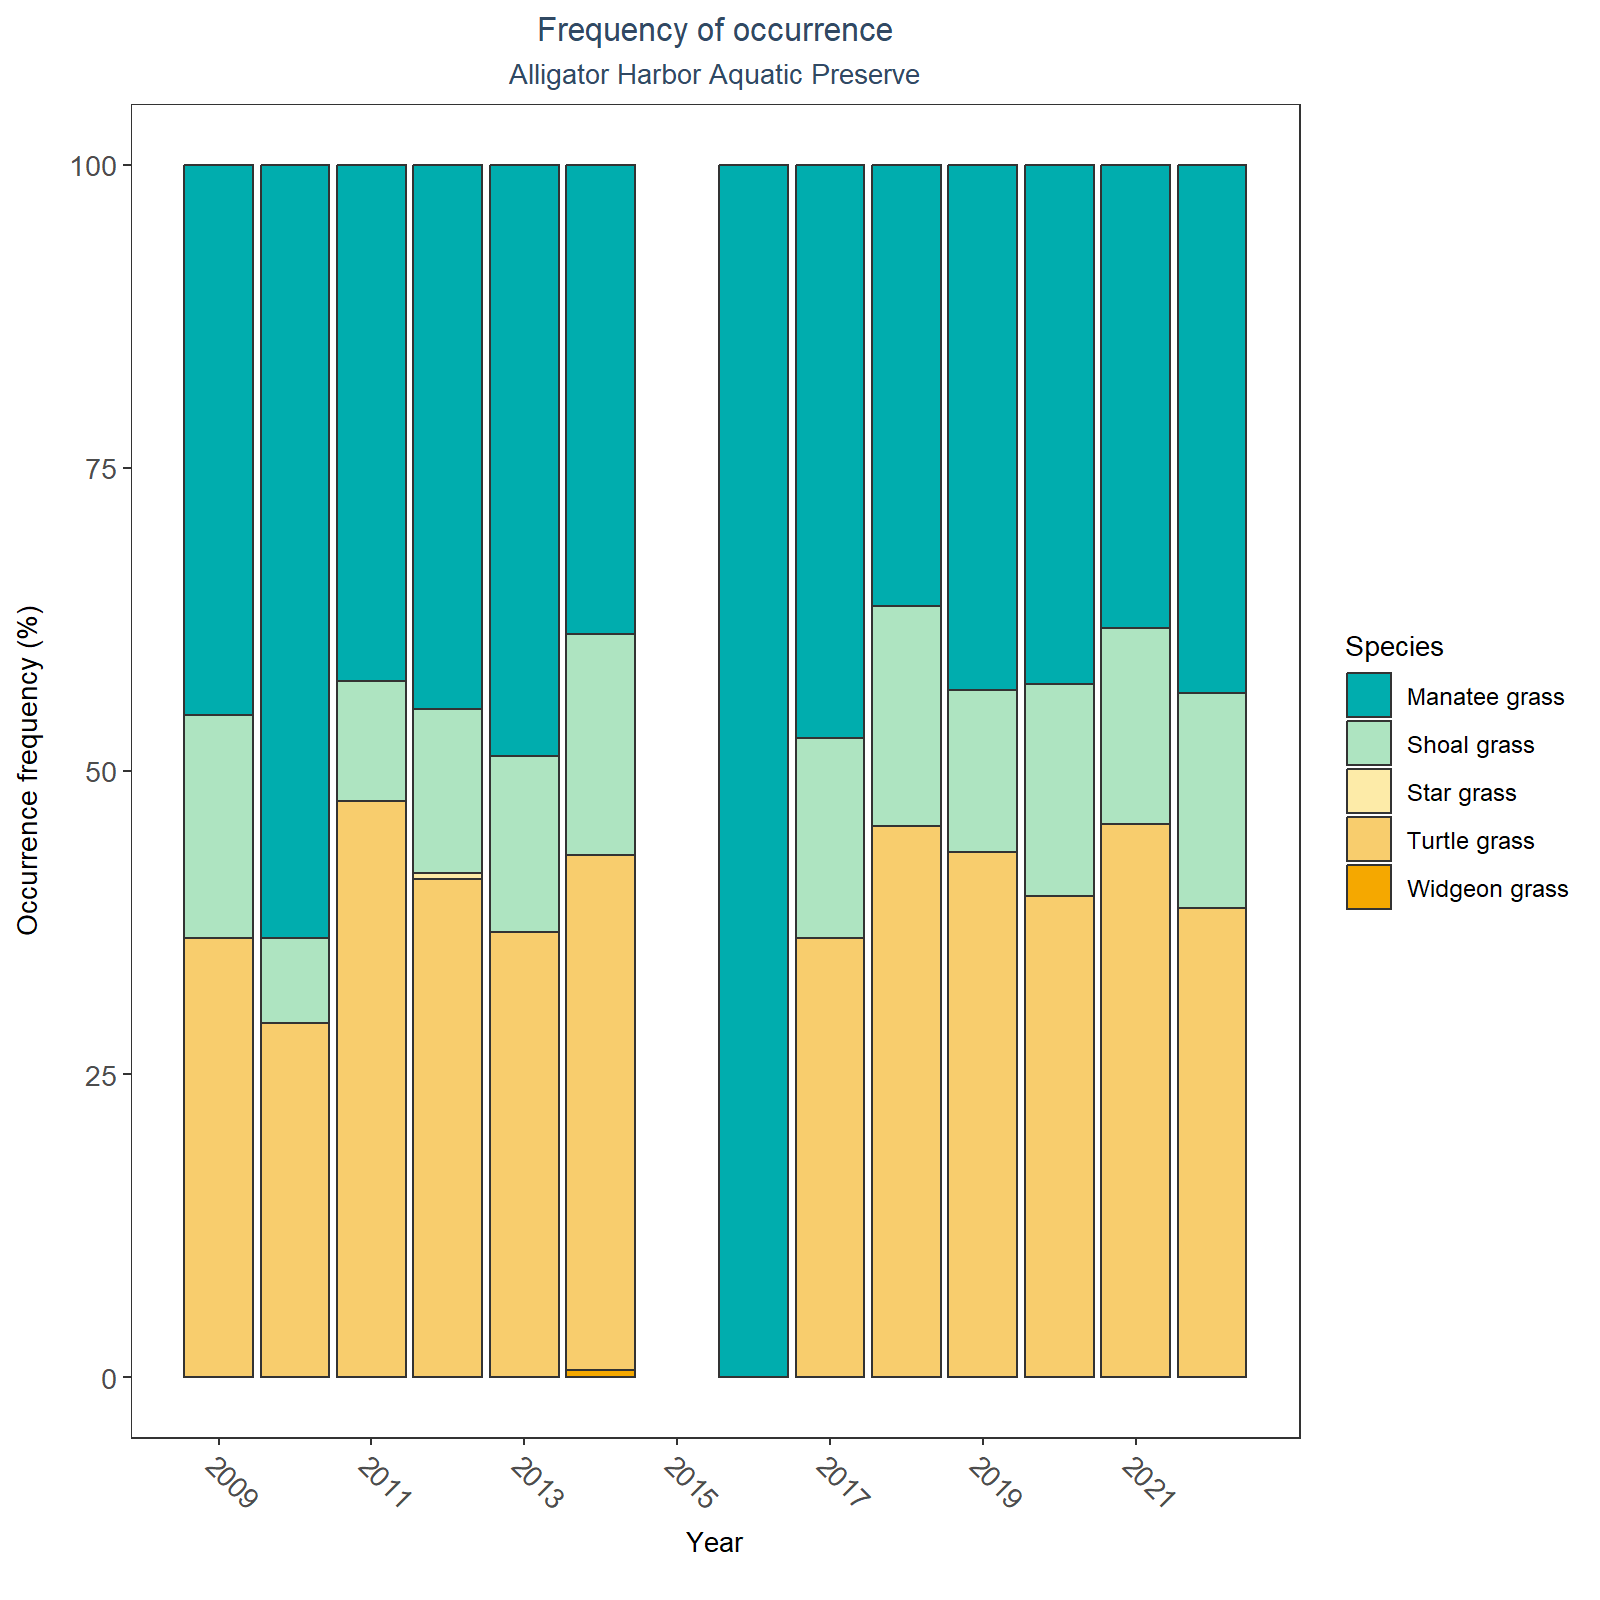 Frequency of occurrence
Alligator Harbor Aquatic Preserve
Occurrence frequency (%)
100
75
50
25
0
2009
2011
2013
2015
2017
2019
2021
Year
Species
Manatee grass
Shoal grass
Star grass
Turtle grass
Widgeon grass